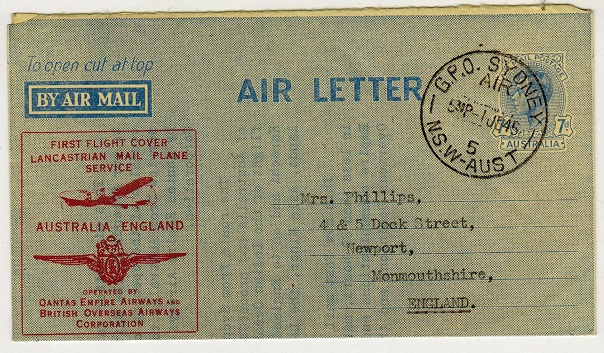 To open cut at top
BY AIR MAIL
AIR LETTER
G.P.O. SYDNEY
AIR
5
N.S.W-AUST
7D
AUSTRALIA
FIRST FLIGHT COVER
LANCASTRIAN MAIL PLANE
SERVICE
AUSTRALIA ENGLAND
OPERATED BY
QANTAS EMPIRE AIRWAYS AND
BRITISH OVERSEAS AIRWAYS
CORPORATION
Mrs. Phillips,
4 & 5 Dock Street,
Newport,
Monmouthshire,
ENGLAND.